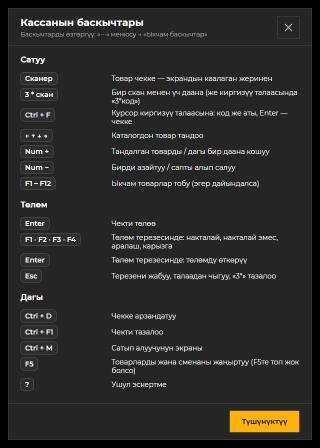 Кассанын баскычтары
Баскычтарды өзгөртүү: «⋯» менюсу → «Ыкчам баскычтар»
Сатуу
Сканер Товар чекке — экрандын каалаган жеринен
3 * скан Бир скан менен үч даана (же киргизүү талаасында «3*код»)
Ctrl + F Курсор киргизүү талаасына: код же аты, Enter — чекке
← ↑ ↓ → Каталогдон товар тандоо
Num + Тандалган товарды / дагы бир даана кошуу
Num − Бирди азайтуу / сапты алып салуу
F1 – F12 Ыкчам товарлар тобу (эгер дайындалса)
Төлөм
Enter Чекти төлөө
F1 · F2 · F3 · F4 Төлөм терезесинде: накталай, накталай эмес, аралаш, карызга
Enter Төлөм терезесинде: төлөмдү өткөрүү
Esc Терезени жабуу, талаадан чыгуу, «3*» тазалоо
Дагы
Ctrl + D Чекке арзандатуу
Ctrl + F1 Чекти тазалоо
Ctrl + M Сатып алуучунун экраны
F5 Товарларды жана сменаны жаңыртуу (F5те топ жок болсо)
? Ушул эскертме
Түшүнүктүү